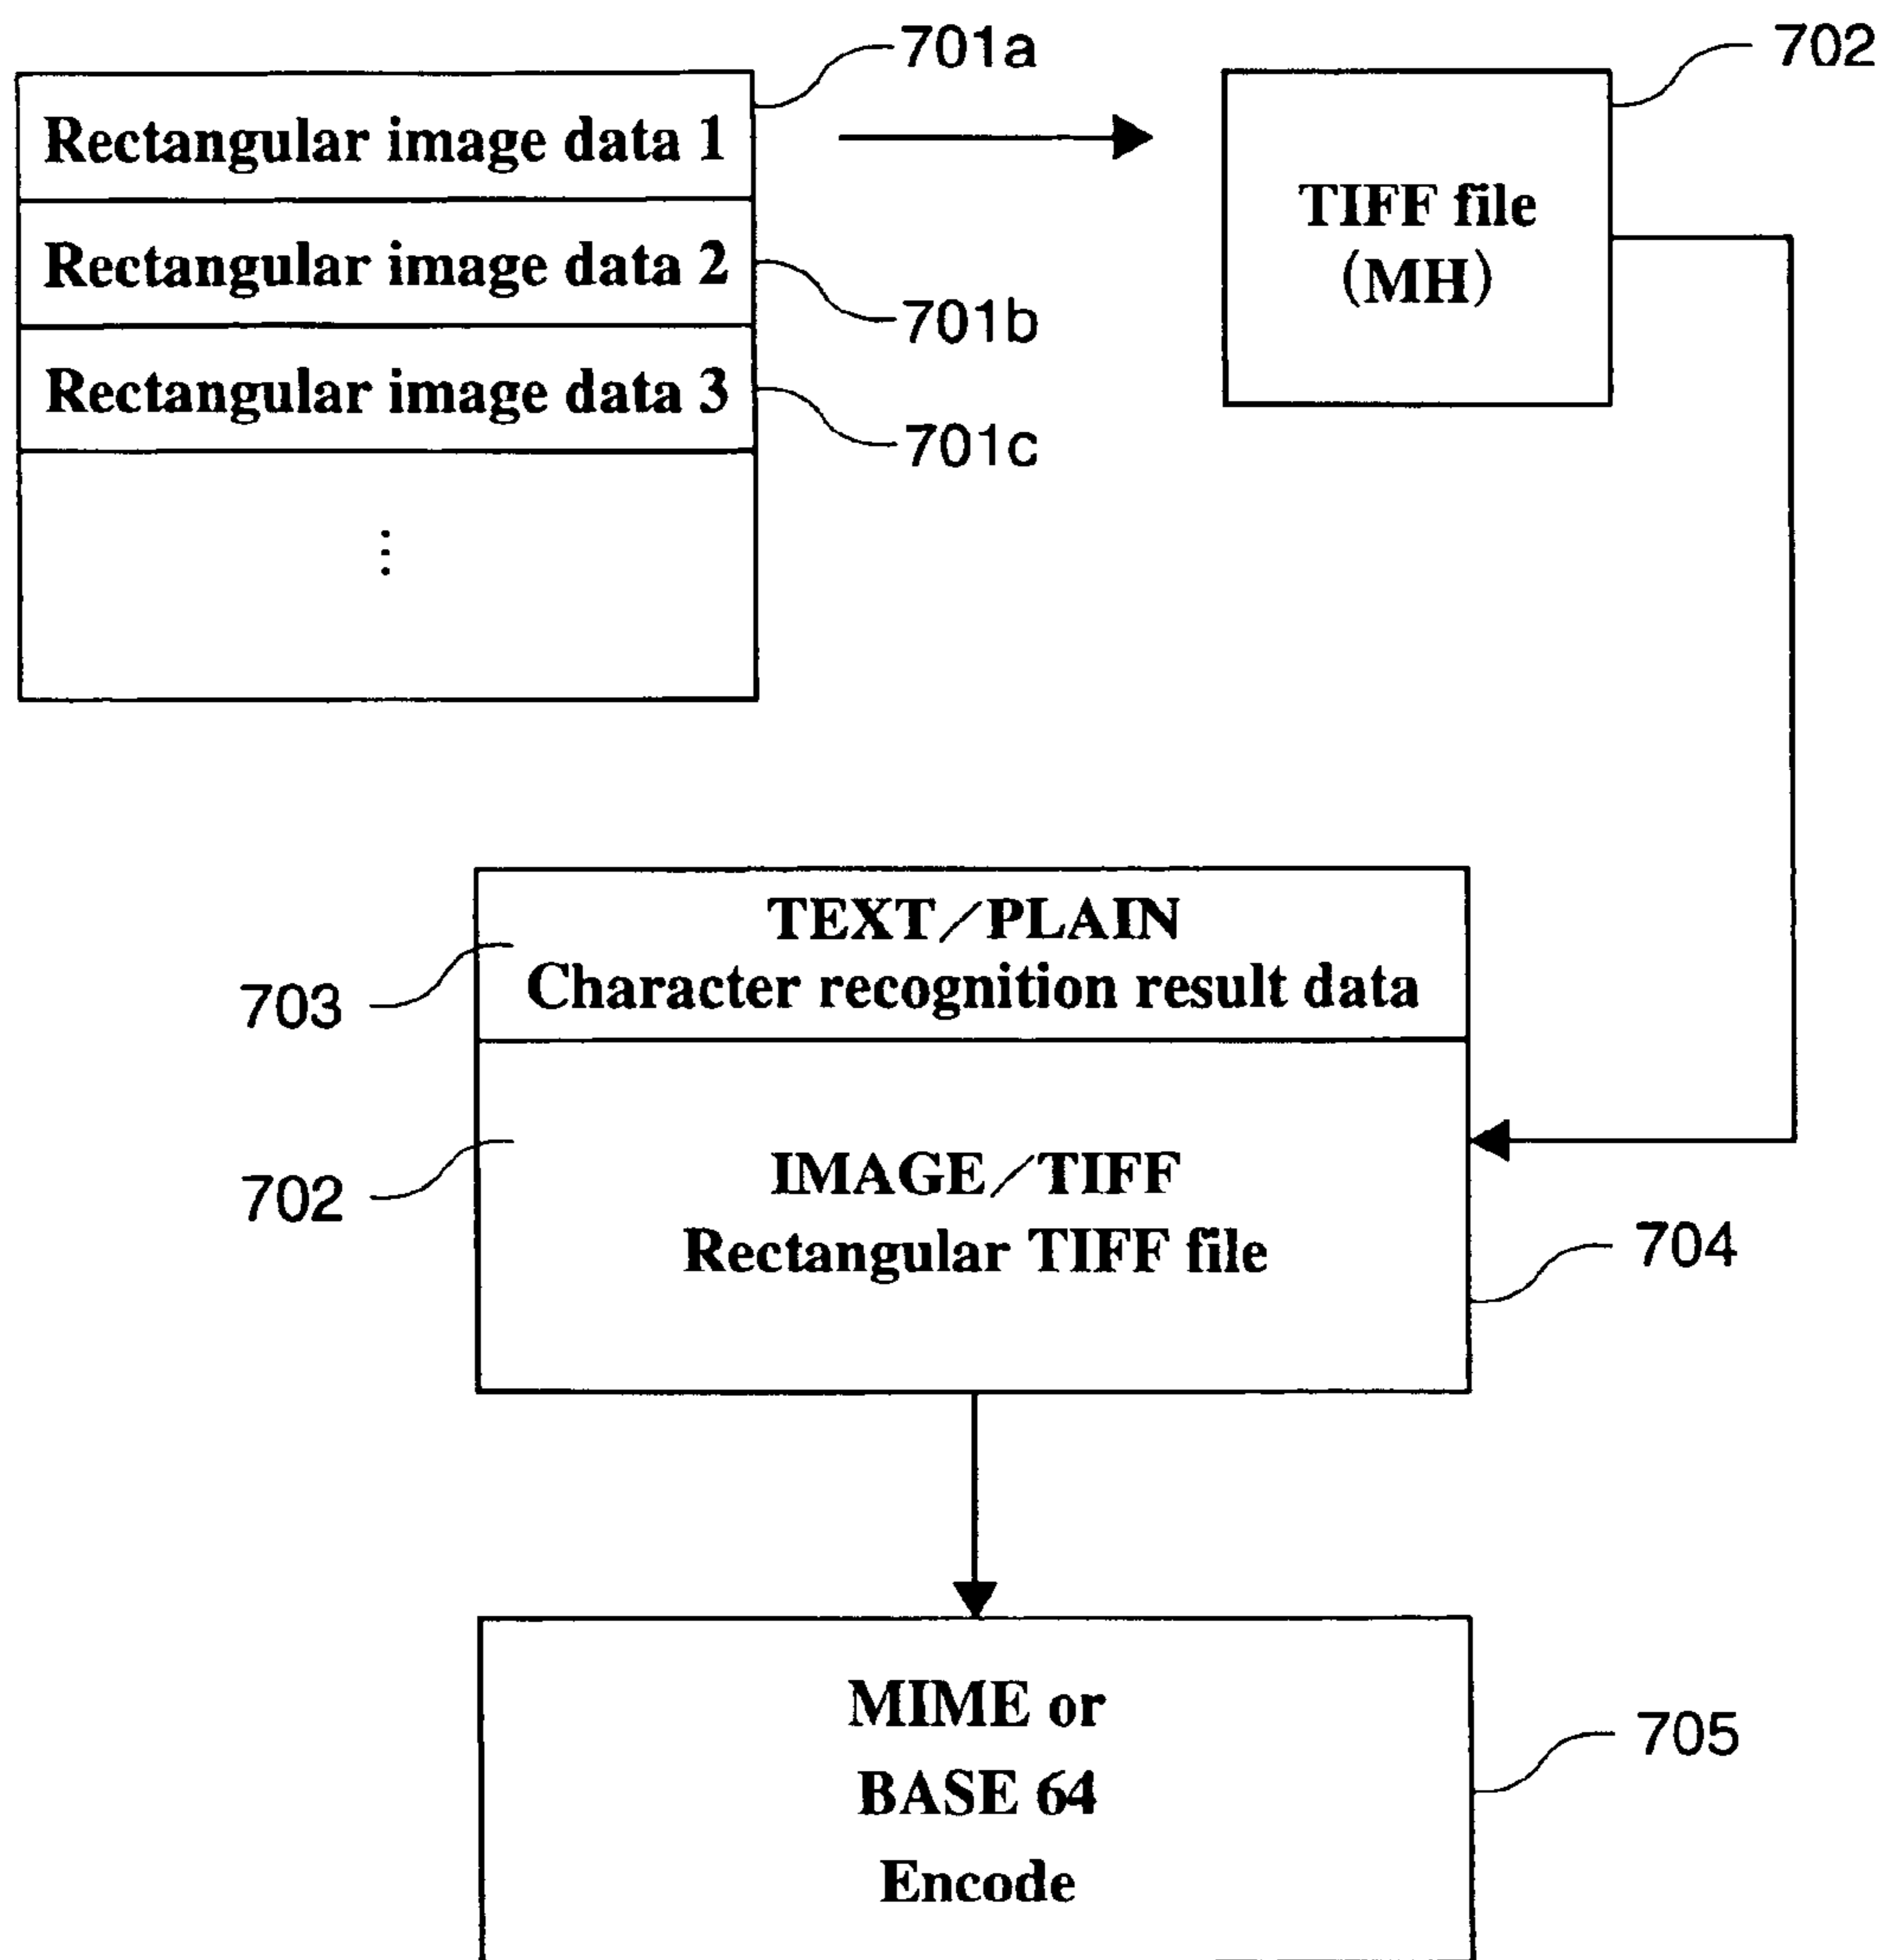 701a
702
Rectangular image data 1
Rectangular image data 2
Rectangular image data 3
TIFF file
(MH)
701b
701c
⋮
TEXT/PLAIN
Character recognition result data
703
702
IMAGE/TIFF
Rectangular TIFF file
704
MIME or
BASE 64
Encode
705